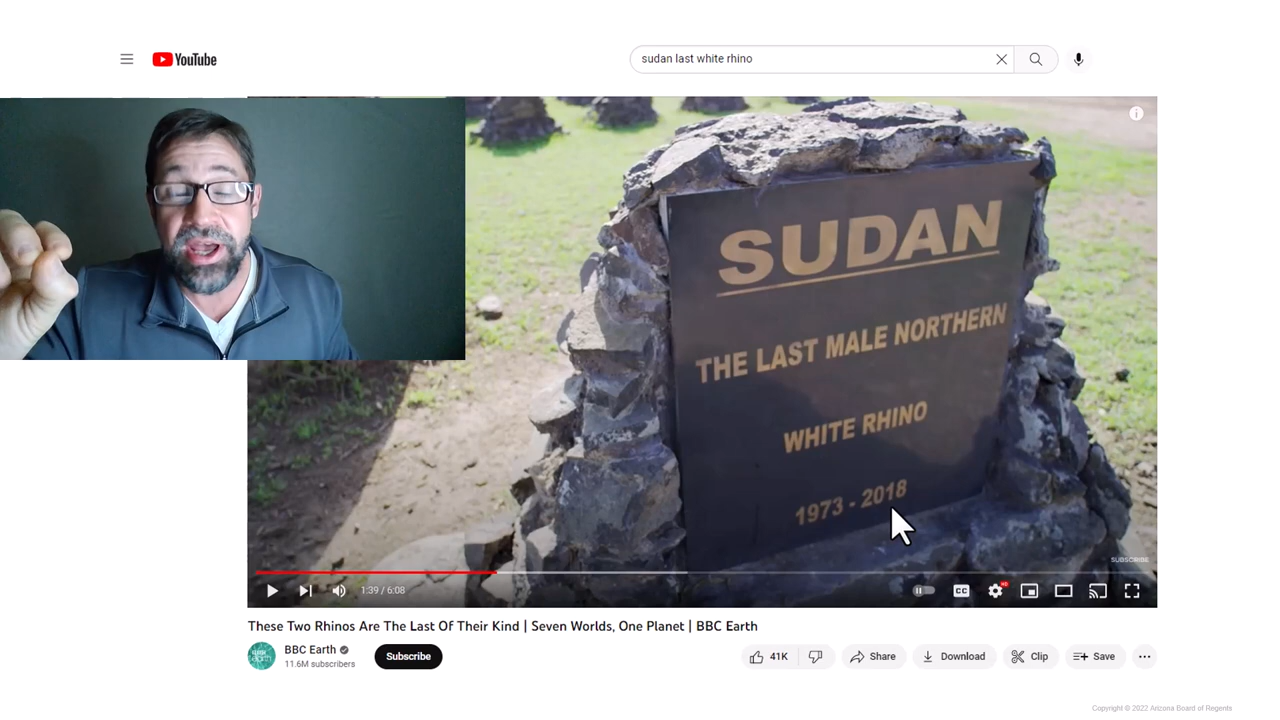 YouTube
sudan last white rhino
SUDAN
THE LAST MALE NORTHERN
WHITE RHINO
1973 - 2018
SUBSCRIBE
1:39 / 6:08
CC
HD
These Two Rhinos Are The Last Of Their Kind | Seven Worlds, One Planet | BBC Earth
BBC Earth
11.6M subscribers
Subscribe
41K
Share
Download
Clip
Save
Copyright © 2022 Arizona Board of Regents